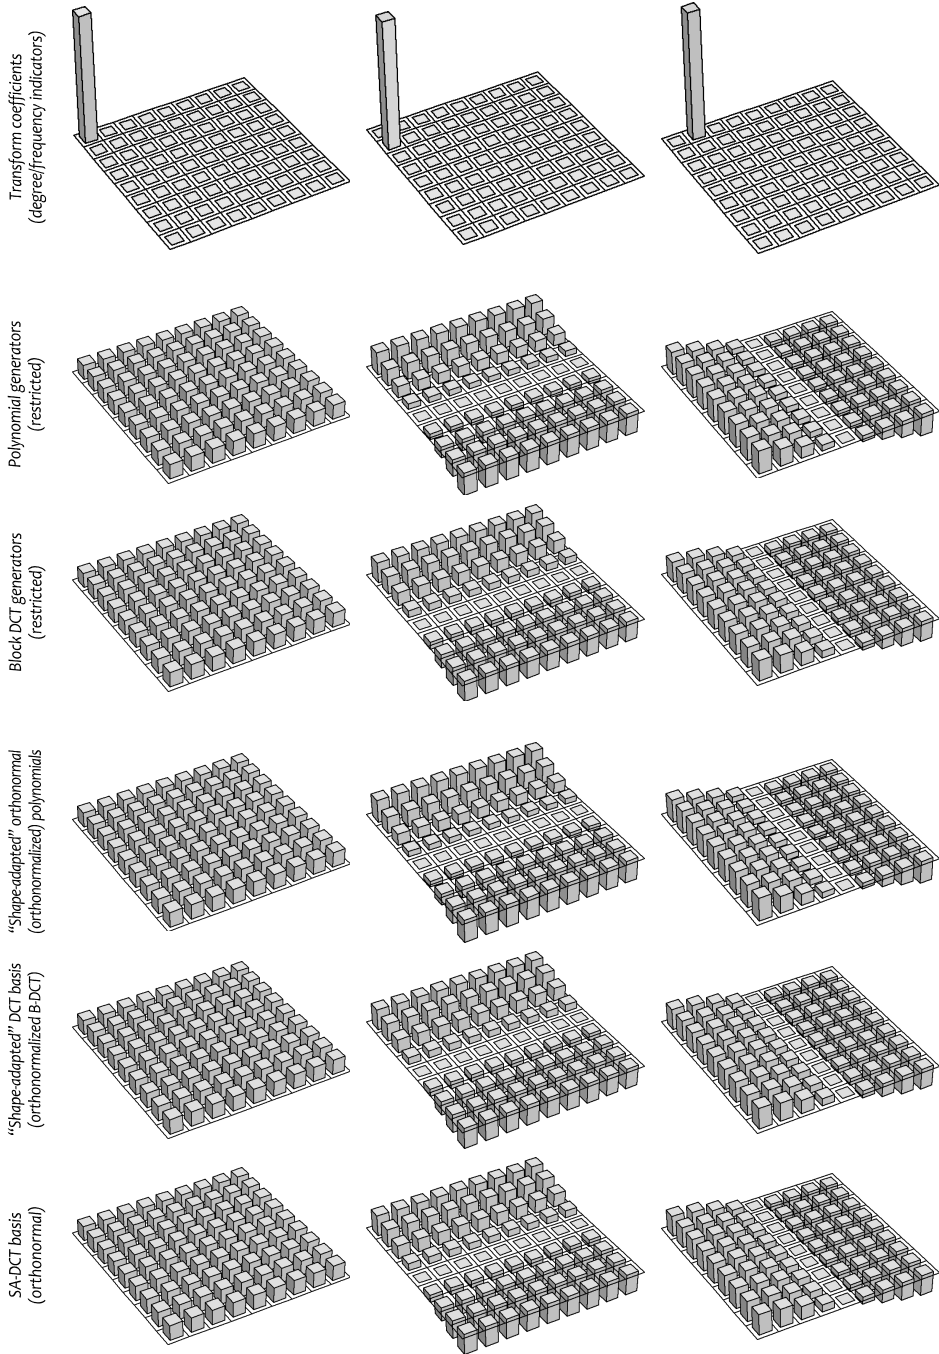 Transform coefficients
(degree/frequency indicators)
Polynomial generators
(restricted)
Block DCT generators
(restricted)
“Shape-adapted” orthonormal
(orthonormalized) polynomials
“Shape-adapted” DCT basis
(orthonormalized B-DCT)
SA-DCT basis
(orthonormal)